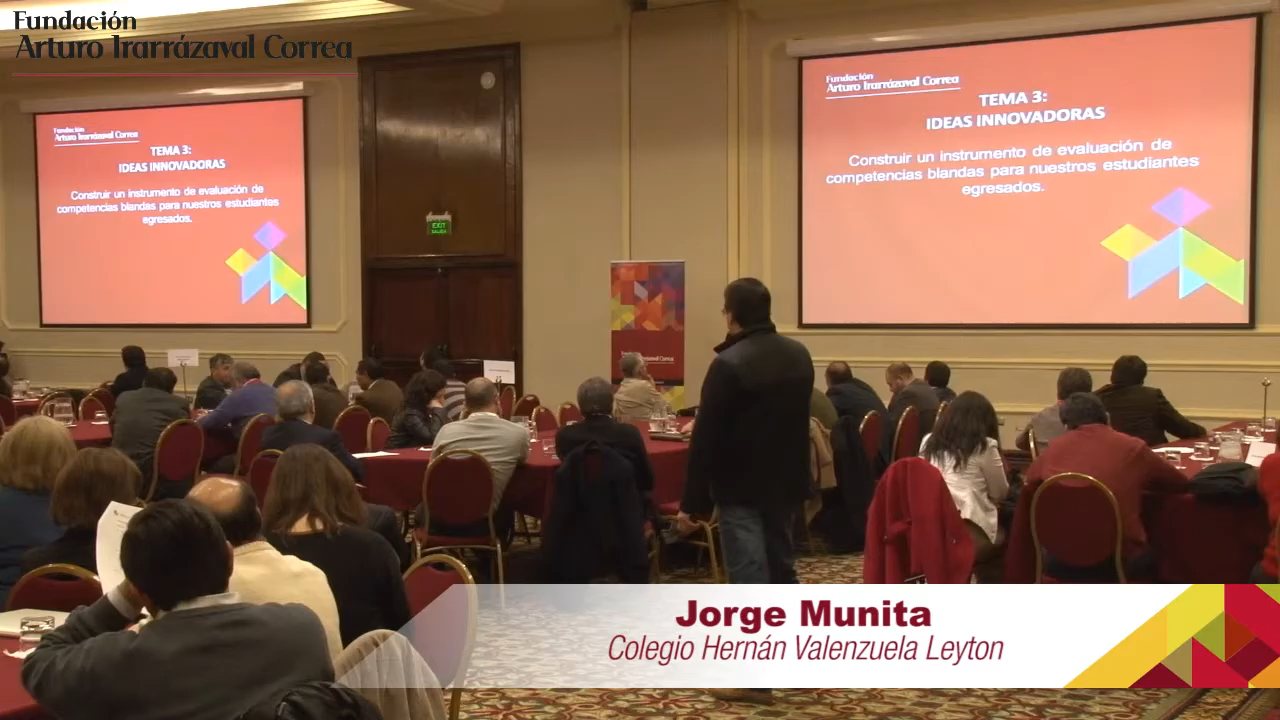 Fundación
Arturo Irarrázaval Correa
Fundación
Arturo Irarrázaval Correa
TEMA 3:
IDEAS INNOVADORAS
Construir un instrumento de evaluación de
competencias blandas para nuestros estudiantes
egresados.
Fundación
Arturo Irarrázaval Correa
TEMA 3:
IDEAS INNOVADORAS
Construir un instrumento de evaluación de
competencias blandas para nuestros estudiantes
egresados.
EXIT
SALIDA
Jorge Munita
Colegio Hernán Valenzuela Leyton